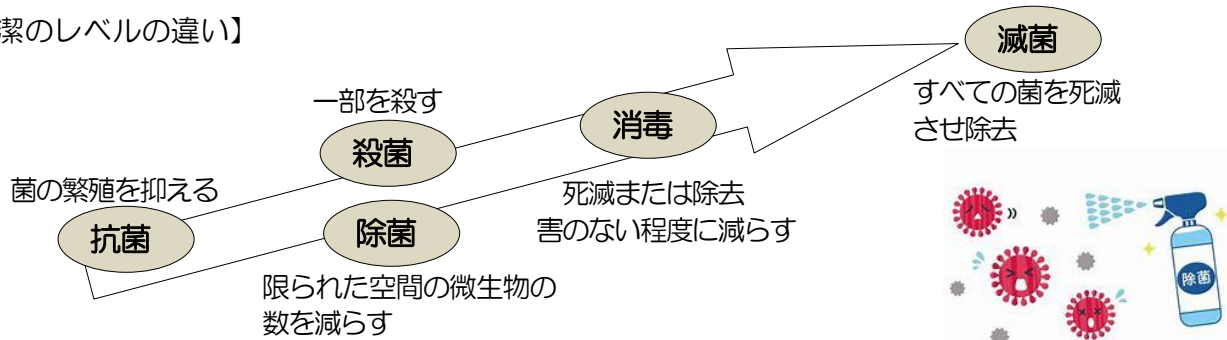 潔のレベルの違い】
滅菌
すべての菌を死滅
させ除去
一部を殺す
殺菌
消毒
死滅または除去
害のない程度に減らす
菌の繁殖を抑える
抗菌
除菌
限られた空間の微生物の
数を減らす
除菌